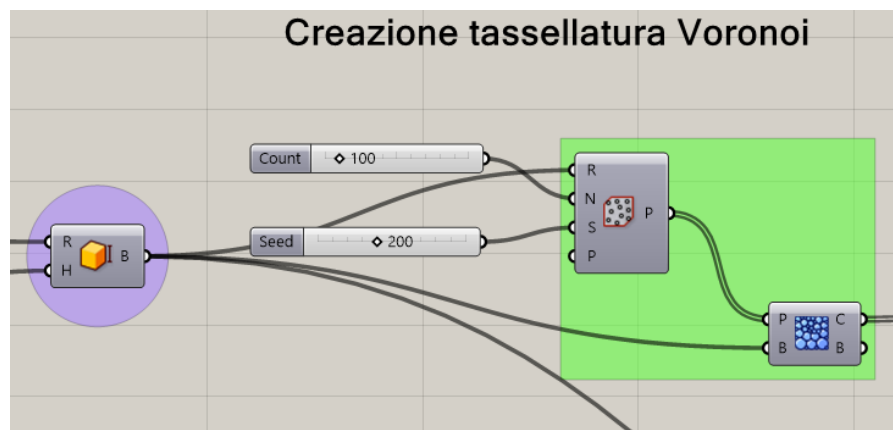 Creazione tassellatura Voronoi
Count 100
R
N
S P
P
Seed 200
R B
H
P C
B B